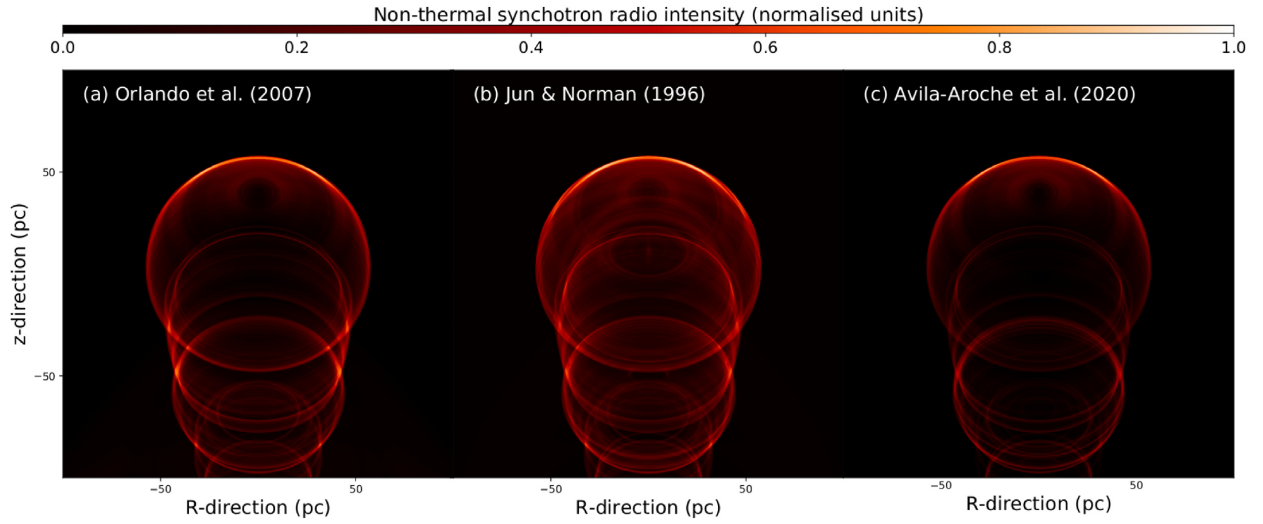 Non-thermal synchotron radio intensity (normalised units)
0.0 0.2 0.4 0.6 0.8 1.0
(a) Orlando et al. (2007) (b) Jun & Norman (1996) (c) Avila-Aroche et al. (2020)
z-direction (pc)
50
−50
−50 50 −50 50 −50 50
R-direction (pc) R-direction (pc) R-direction (pc)